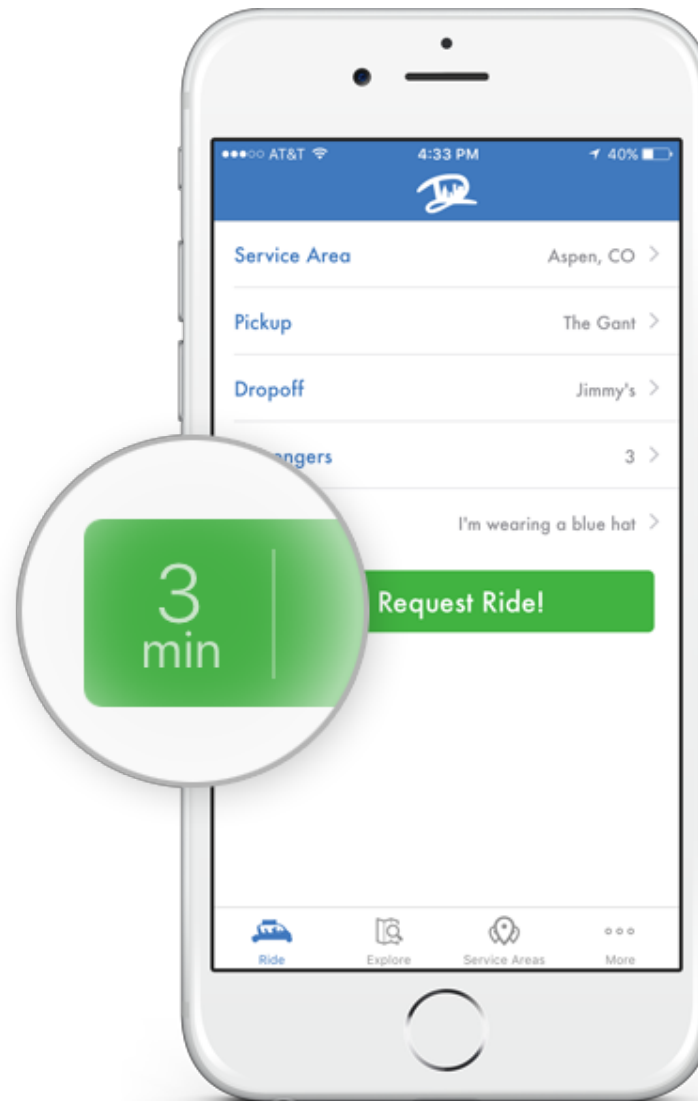 AT&T 4:33 PM 40%
Service Area Aspen, CO
Pickup The Gant
Dropoff Jimmy's
engers 3
I'm wearing a blue hat
3
min
Request Ride!
Ride Explore Service Areas More